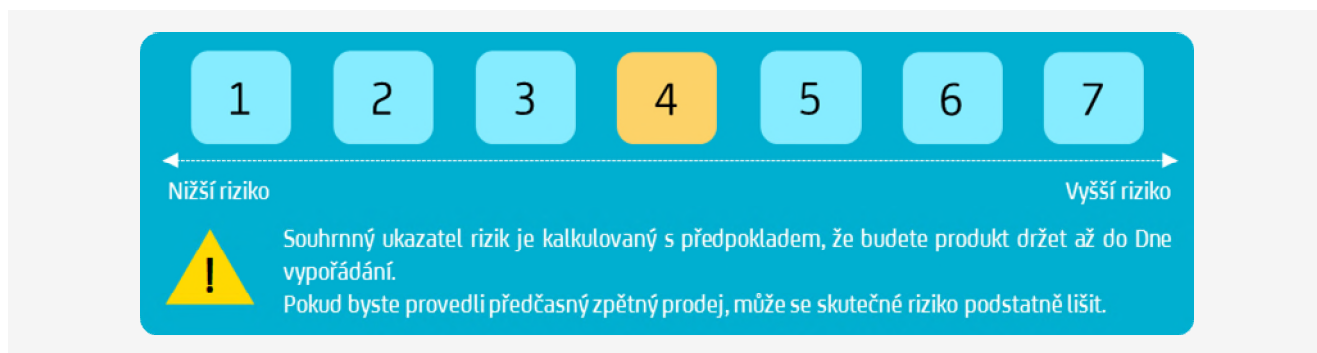 1 2 3 4 5 6 7
Nižší riziko Vyšší riziko
Souhrnný ukazatel rizik je kalkulovaný s předpokladem, že budete produkt držet až do Dne
vypořádání.
!
Pokud byste provedli předčasný zpětný prodej, může se skutečné riziko podstatně lišit.